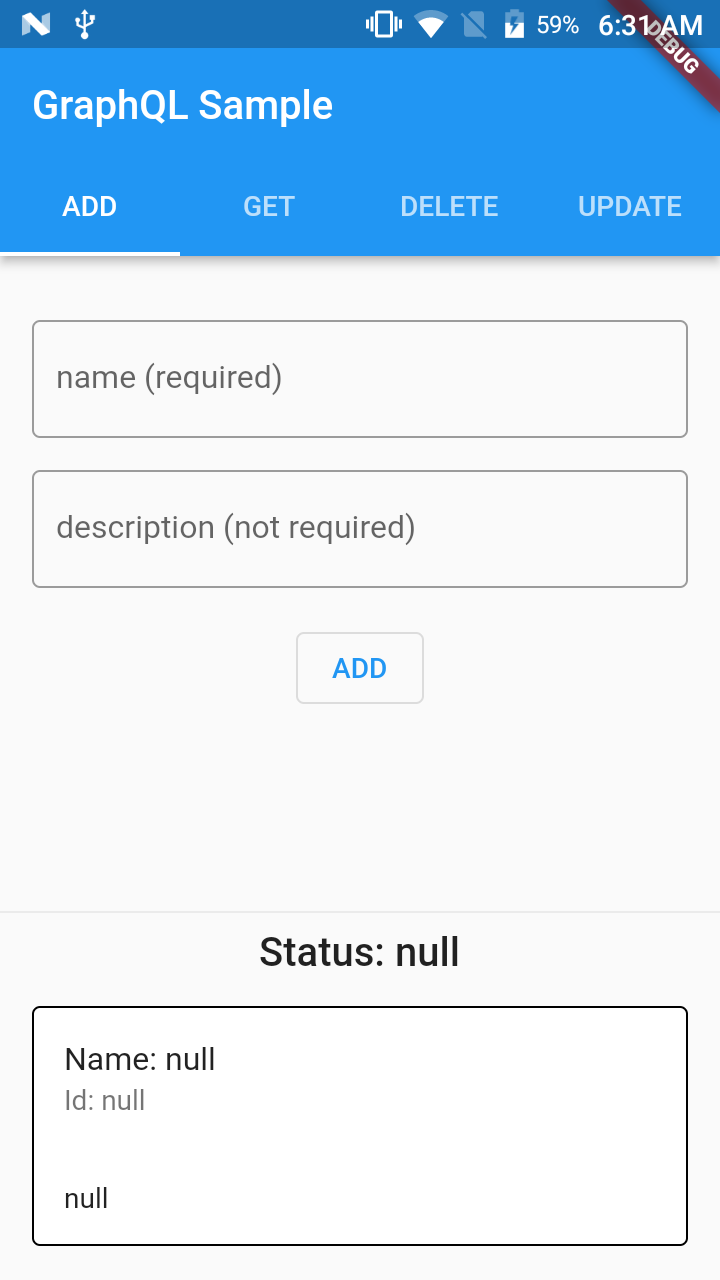 59% 6:31 AM
DEBUG
GraphQL Sample
ADD GET DELETE UPDATE
name (required)
description (not required)
ADD
Status: null
Name: null
Id: null
null